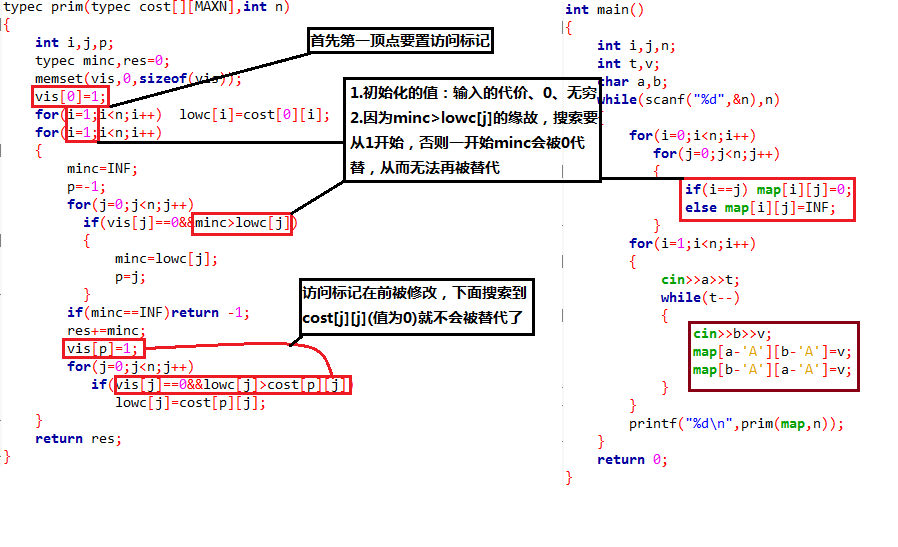 typec prim(typec cost[][MAXN],int n)
{
int i,j,p;
typec minc,res=0;
memset(vis,0,sizeof(vis));
vis[0]=1;
for(i=1;i<n;i++) lowc[i]=cost[0][i];
for(i=1;i<n;i++)
{
minc=INF;
p=-1;
for(j=0;j<n;j++)
if(vis[j]==0&&minc>lowc[j])
{
minc=lowc[j];
p=j;
}
if(minc==INF)return -1;
res+=minc;
vis[p]=1;
for(j=0;j<n;j++)
if(vis[j]==0&&lowc[j]>cost[p][j])
lowc[j]=cost[p][j];
}
return res;
}
首先第一顶点要置访问标记
1.初始化的值：输入的代价、0、无穷
2.因为minc>lowc[j]的缘故，搜索要
从1开始，否则一开始minc会被0代
替，从而无法再被替代
访问标记在前被修改，下面搜索到
cost[j][j](值为0)就不会被替代了
int main()
{
int i,j,n;
int t,v;
char a,b;
while(scanf("%d",&n),n)
for(i=0;i<n;i++)
for(j=0;j<n;j++)
{
if(i==j) map[i][j]=0;
else map[i][j]=INF;
}
for(i=1;i<n;i++)
{
cin>>a>>t;
while(t--)
{
cin>>b>>v;
map[a-'A'][b-'A']=v;
map[b-'A'][a-'A']=v;
}
}
printf("%d\n",prim(map,n));
}
return 0;
}